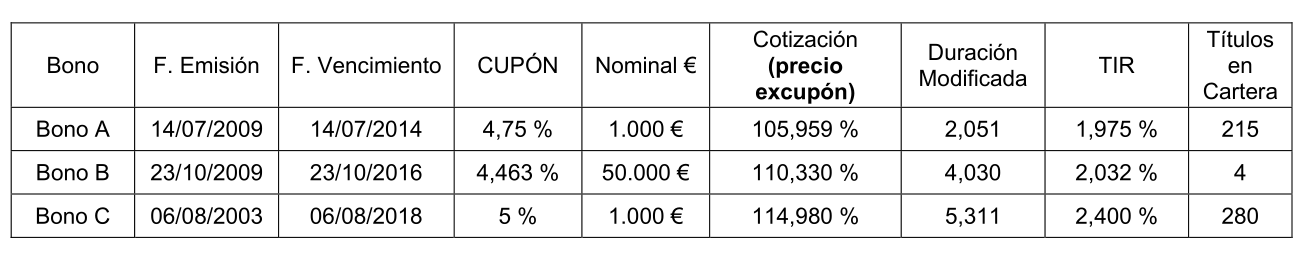 Bono F. Emisión F. Vencimiento CUPÓN Nominal € Cotización (precio excupón) Duración Modificada TIR Títulos en Cartera
Bono A 14/07/2009 14/07/2014 4,75 % 1.000 € 105,959 % 2,051 1,975 % 215
Bono B 23/10/2009 23/10/2016 4,463 % 50.000 € 110,330 % 4,030 2,032 % 4
Bono C 06/08/2003 06/08/2018 5 % 1.000 € 114,980 % 5,311 2,400 % 280